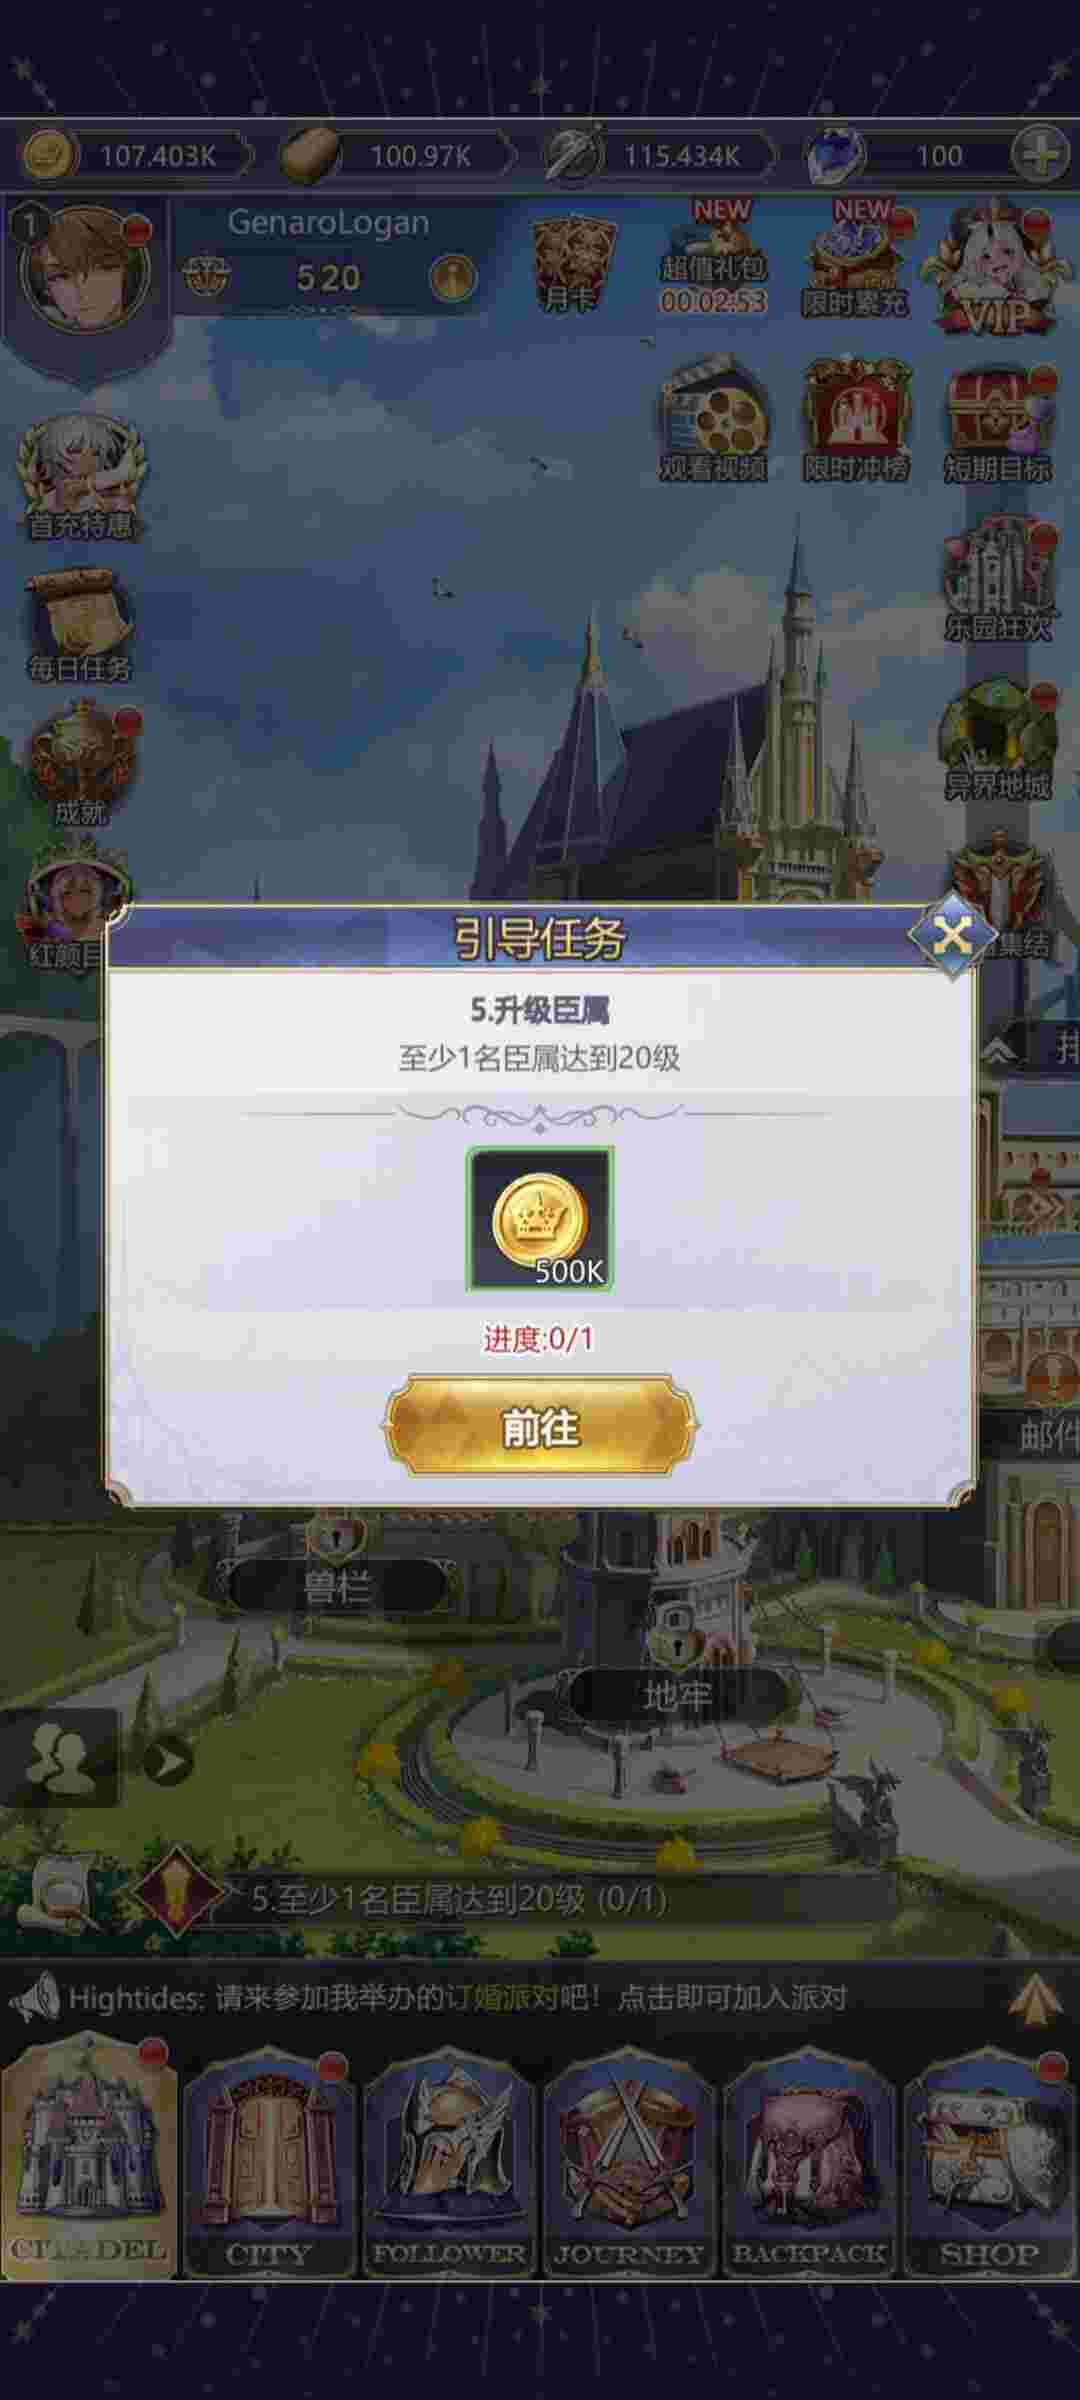 107.403K
100.97K
115.434K
100
1
GenaroLogan
520
NEW
NEW
月卡
超值礼包
00:02:53
限时累充
VIP
观看视频
限时冲榜
短期目标
首充特惠
乐园狂欢
每日任务
异界地城
成就
红颜
集结
引导任务
5.升级臣属
至少1名臣属达到20级
500K
进度:0/1
前往
邮件
兽栏
地牢
5.至少1名臣属达到20级 (0/1)
Hightides: 请来参加我举办的订婚派对吧! 点击即可加入派对
CITADEL
CITY
FOLLOWER
JOURNEY
BACKPACK
SHOP